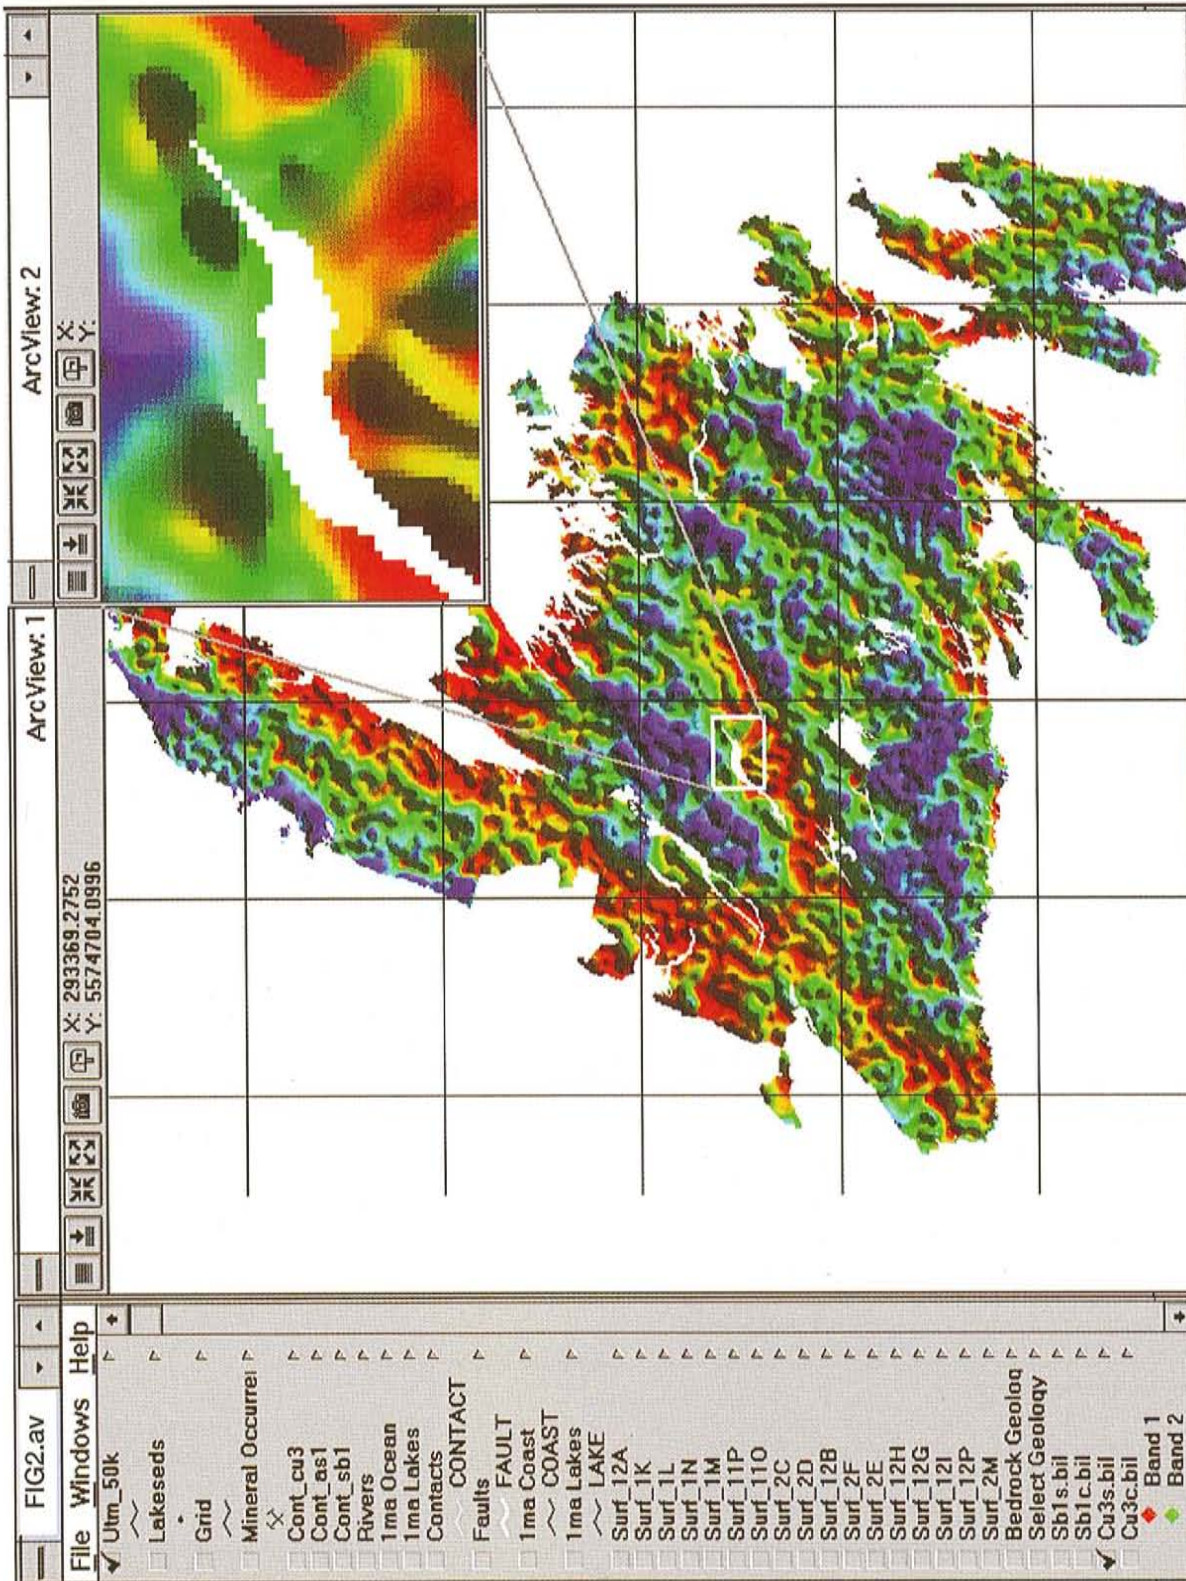 FIG2.av
File Windows Help
Utm_50k
Lakeseeds
Grid
Mineral Occurrei
Cont_cu3
Cont_as1
Cont_sb1
Rivers
1ma Ocean
1ma Lakes
Contacts
CONTACT
Faults
FAULT
1ma Coast
COAST
1ma Lakes
LAKE
Surf_12A
Surf_1K
Surf_1L
Surf_1N
Surf_1M
Surf_11P
Surf_11O
Surf_2C
Surf_2D
Surf_12B
Surf_2F
Surf_2E
Surf_12H
Surf_12G
Surf_12I
Surf_12P
Surf_2M
Bedrock Geolog
Select Geology
Sb1s.bil
Sb1c.bil
Cu3s.bil
Cu3c.bil
Band 1
Band 2
ArcView: 1
X: 293369.2752
Y: 5574704.0996
ArcView: 2
X:
Y: